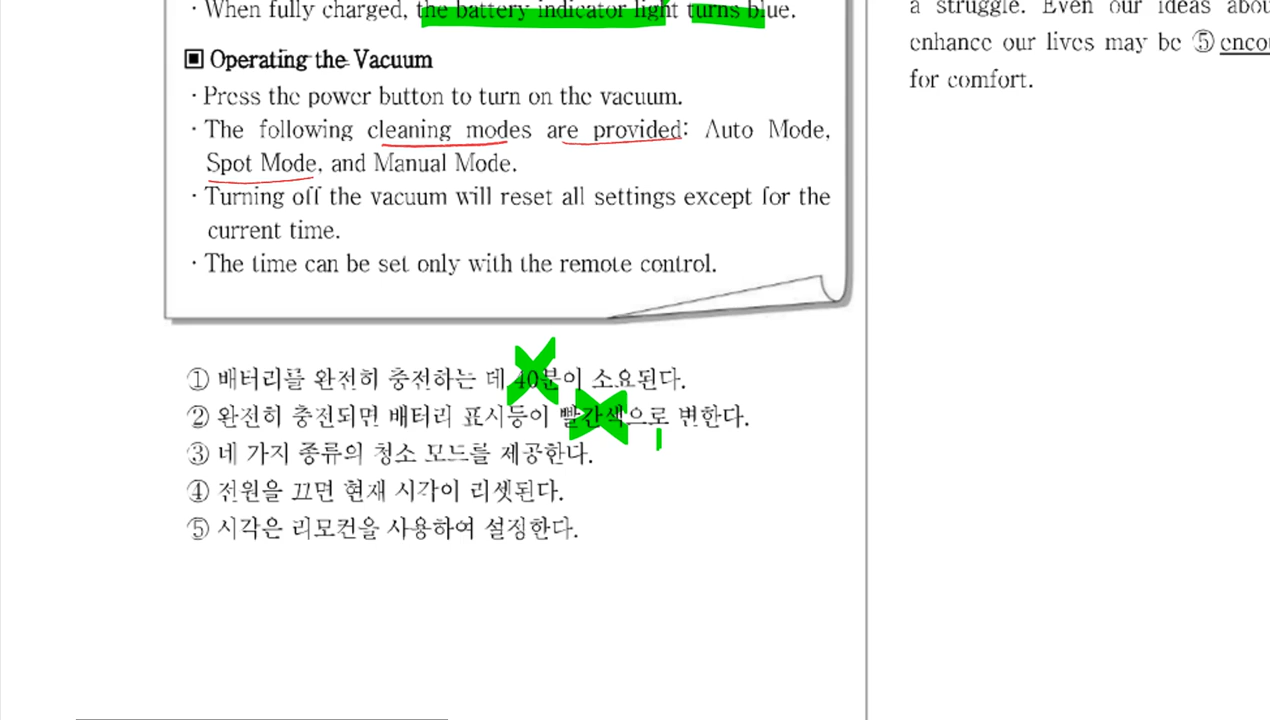 · When fully charged, the battery indicator light turns blue.
▣ Operating the Vacuum
· Press the power button to turn on the vacuum.
· The following cleaning modes are provided: Auto Mode,
Spot Mode, and Manual Mode.
· Turning off the vacuum will reset all settings except for the
current time.
· The time can be set only with the remote control.
① 배터리를 완전히 충전하는 데 40분이 소요된다.
② 완전히 충전되면 배터리 표시등이 빨간색으로 변한다.
③ 네 가지 종류의 청소 모드를 제공한다.
④ 전원을 끄면 현재 시각이 리셋된다.
⑤ 시각은 리모컨을 사용하여 설정한다.
a struggle. Even our ideas abou
enhance our lives may be ⑤ enco
for comfort.